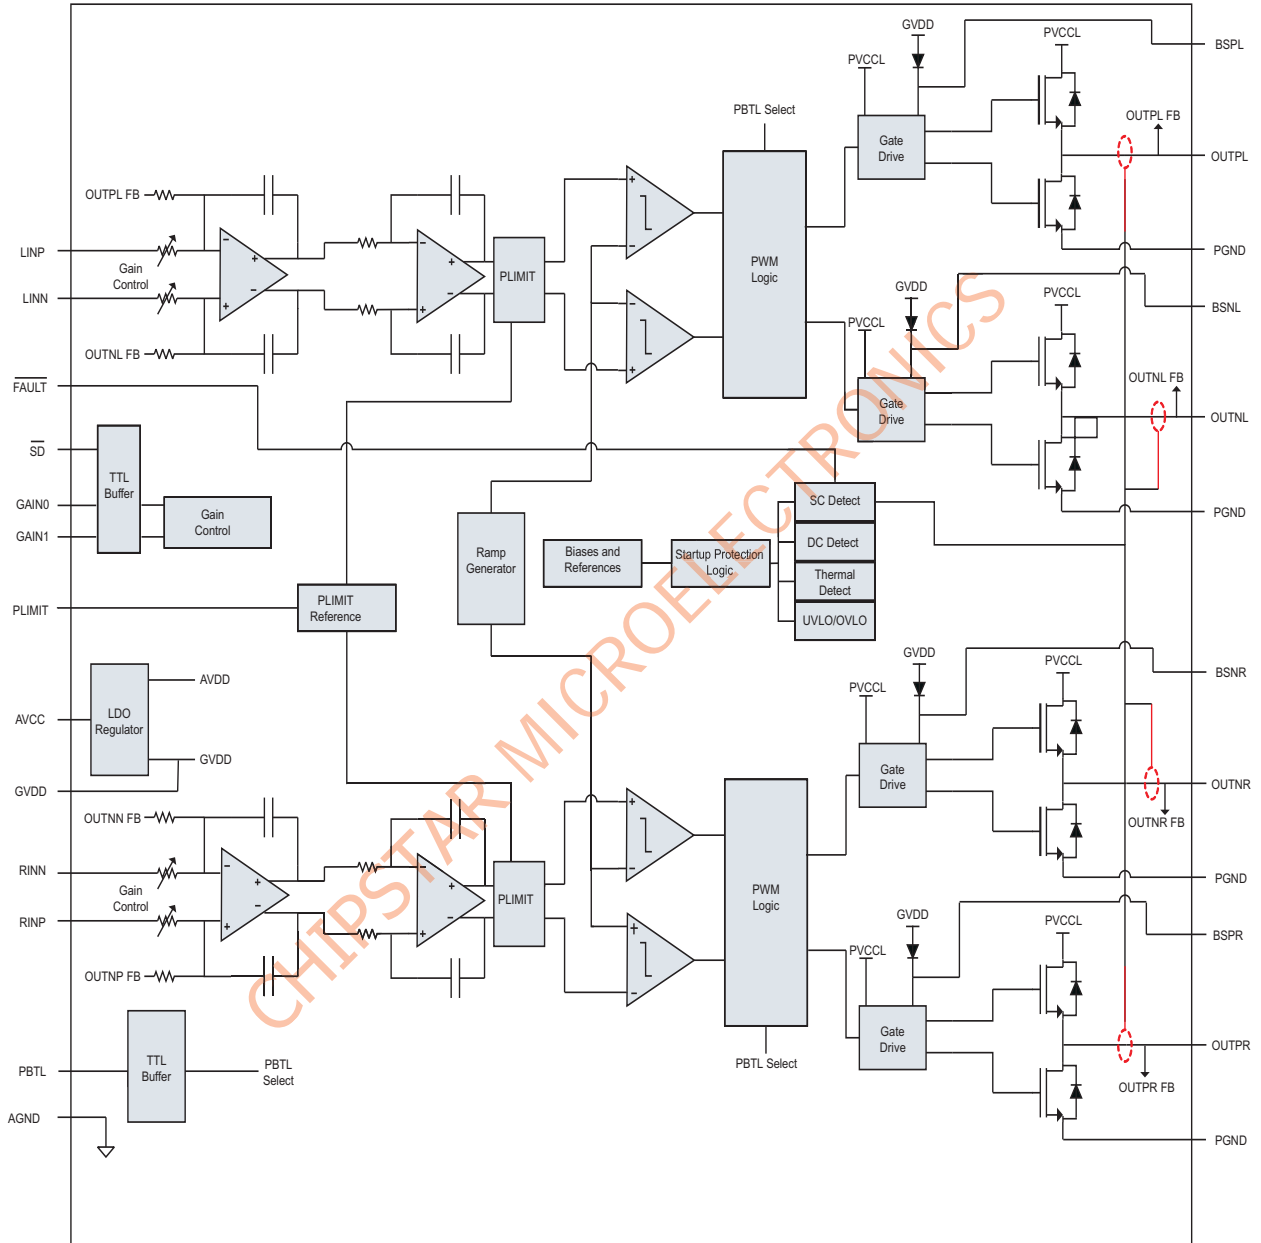 GVDD
PVCCL
PVCCL
BSPL
PBTL Select
OUTPL FB
Gate
Drive
OUTPL
OUTPL FB
LINP
PGND
Gain
Control
PLIMIT
PWM
Logic
LINN
GVDD
PVCCL
BSNL
PVCCL
OUTNL FB
OUTNL FB
FAULT
Gate
Drive
OUTNL
SD
TTL
Buffer
GAIN0
Gain
Control
GAIN1
SC Detect
PGND
Ramp
Generator
Biases and
References
Startup Protection
Logic
DC Detect
Thermal
Detect
UVLO/OVLO
PLIMIT
PLIMIT
Reference
GVDD
PVCCL
BSNR
AVDD
PVCCL
AVCC
LDO
Regulator
GVDD
Gate
Drive
OUTNR
GVDD
OUTNN FB
OUTNR FB
RINN
PGND
Gain
Control
PLIMIT
PWM
Logic
RINP
GVDD
PVCCL
BSPR
PVCCL
OUTNP FB
Gate
Drive
OUTPR
PBTL
TTL
Buffer
PBTL
Select
PBTL Select
OUTPR FB
AGND
PGND
CHIPSTAR MICROELECTRONICS